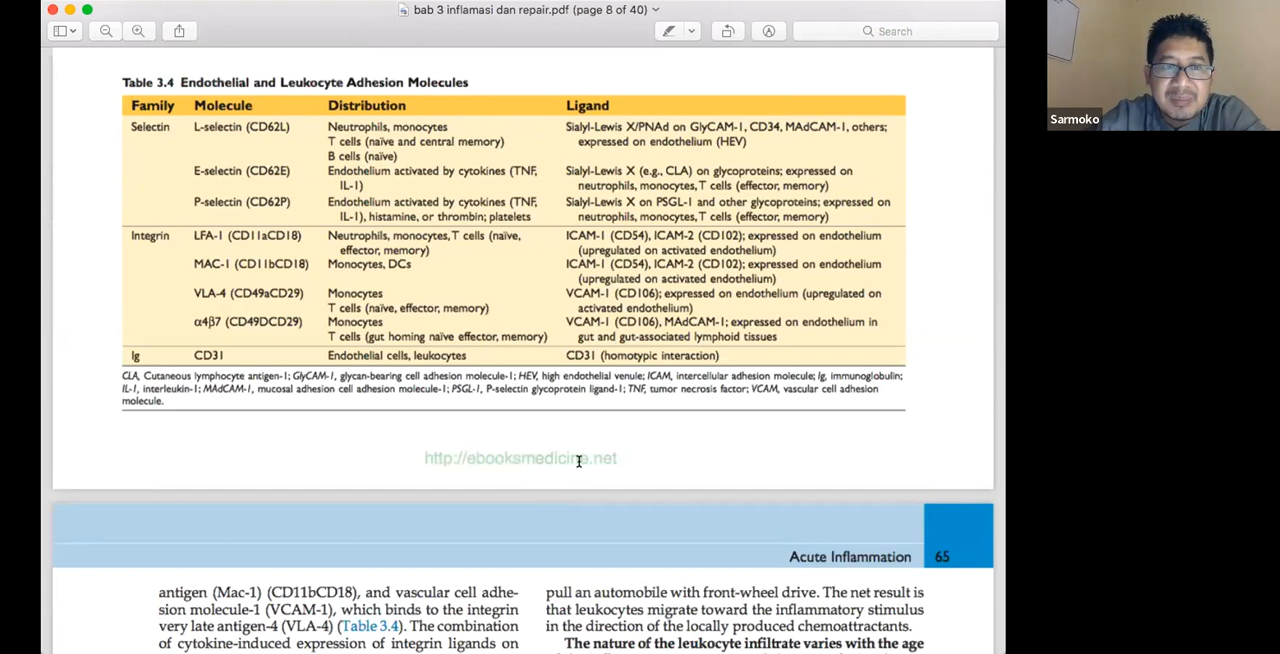 bab 3 inflamasi dan repair.pdf (page 8 of 40)
Search
Sarmoko
Table 3.4 Endothelial and Leukocyte Adhesion Molecules
Family Molecule Distribution Ligand
Selectin L-selectin (CD62L) Neutrophils, monocytes Sialyl-Lewis X/PNAd on GlyCAM-1, CD34, MAdCAM-1, others;
T cells (naïve and central memory) expressed on endothelium (HEV)
B cells (naïve)
E-selectin (CD62E) Endothelium activated by cytokines (TNF, Sialyl-Lewis X (e.g., CLA) on glycoproteins; expressed on
IL-1) neutrophils, monocytes, T cells (effector, memory)
P-selectin (CD62P) Endothelium activated by cytokines (TNF, Sialyl-Lewis X on PSGL-1 and other glycoproteins; expressed on
IL-1), histamine, or thrombin; platelets neutrophils, monocytes, T cells (effector, memory)
Integrin LFA-1 (CD11aCD18) Neutrophils, monocytes, T cells (naïve, ICAM-1 (CD54), ICAM-2 (CD102); expressed on endothelium
effector, memory) (upregulated on activated endothelium)
MAC-1 (CD11bCD18) Monocytes, DCs ICAM-1 (CD54), ICAM-2 (CD102); expressed on endothelium
(upregulated on activated endothelium)
VLA-4 (CD49aCD29) Monocytes VCAM-1 (CD106); expressed on endothelium (upregulated on
T cells (naïve, effector, memory) activated endothelium)
α4β7 (CD49DCD29) Monocytes VCAM-1 (CD106), MAdCAM-1; expressed on endothelium in
T cells (gut homing naïve effector, memory) gut and gut-associated lymphoid tissues
Ig CD31 Endothelial cells, leukocytes CD31 (homotypic interaction)
CLA, Cutaneous lymphocyte antigen-1; GlyCAM-1, glycan-bearing cell adhesion molecule-1; HEV, high endothelial venule; ICAM, intercellular adhesion molecule; Ig, immunoglobulin;
IL-1, interleukin-1; MAdCAM-1, mucosal adhesion cell adhesion molecule-1; PSGL-1, P-selectin glycoprotein ligand-1; TNF, tumor necrosis factor; VCAM, vascular cell adhesion
molecule.
http://ebooksmedicine.net
Acute Inflammation 65
antigen (Mac-1) (CD11bCD18), and vascular cell adhe-
sion molecule-1 (VCAM-1), which binds to the integrin
very late antigen-4 (VLA-4) (Table 3.4). The combination
of cytokine-induced expression of integrin ligands on
pull an automobile with front-wheel drive. The net result is
that leukocytes migrate toward the inflammatory stimulus
in the direction of the locally produced chemoattractants.
The nature of the leukocyte infiltrate varies with the age